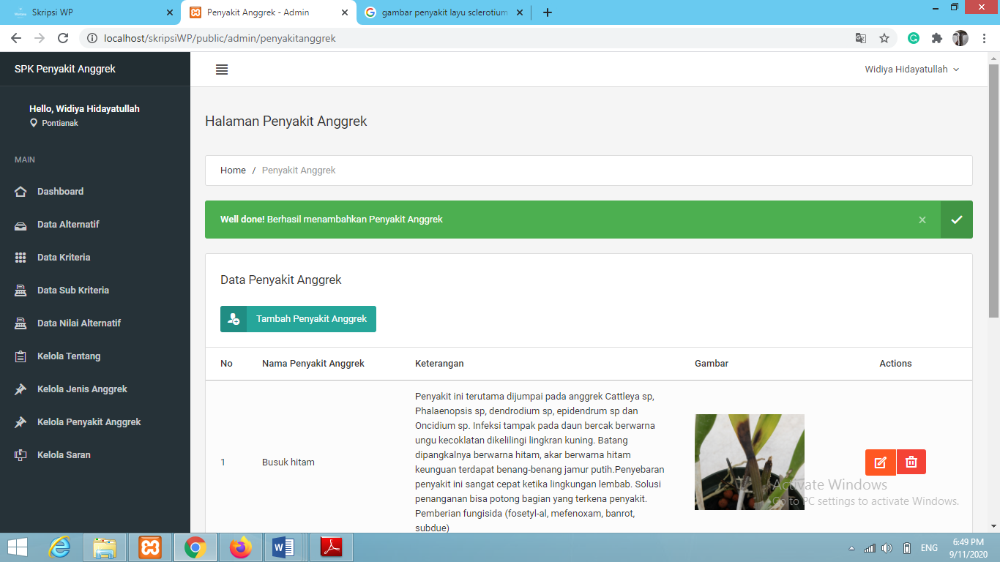 Skripsi WP
Penyakit Anggrek - Admin
gambar penyakit layu sclerotium
localhost/skripsiWP/public/admin/penyakitanggrek
SPK Penyakit Anggrek
Widiya Hidayatullah
Hello, Widiya Hidayatullah
Pontianak
MAIN
Dashboard
Data Alternatif
Data Kriteria
Data Sub Kriteria
Data Nilai Alternatif
Kelola Tentang
Kelola Jenis Anggrek
Kelola Penyakit Anggrek
Kelola Saran
Halaman Penyakit Anggrek
Home / Penyakit Anggrek
Well done! Berhasil menambahkan Penyakit Anggrek
Data Penyakit Anggrek
Tambah Penyakit Anggrek
No Nama Penyakit Anggrek Keterangan Gambar Actions
1 Busuk hitam
Penyakit ini terutama dijumpai pada anggrek Cattleya sp,
Phalaenopsis sp, dendrodium sp, epidendrum sp dan
Oncidium sp. Infeksi tampak pada daun bercak berwarna
ungu kecoklatan dikelilingi lingkran kuning. Batang
dipangkalnya berwarna hitam, akar berwarna hitam
keunguan terdapat benang-benang jamur putih.Penyebaran
penyakit ini sangat cepat ketika lingkungan lembab. Solusi
penanganan bisa potong bagian yang terkena penyakit.
Pemberian fungisida (fosetyl-al, mefenoxam, banrot,
subdue)
Activate Windows
Go to PC settings to activate Windows.
ENG
6:49 PM
9/11/2020